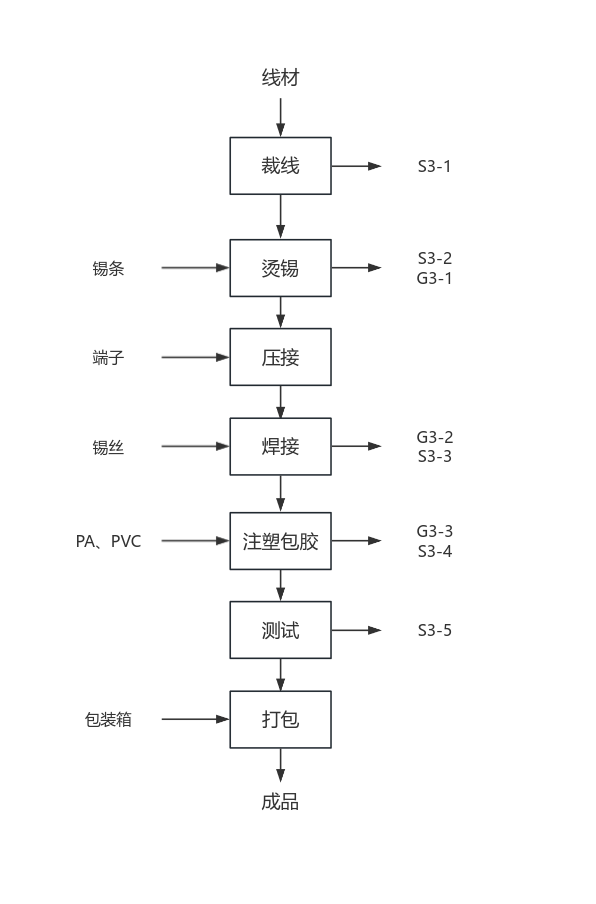 线材
裁线
S3-1
锡条
烫锡
S3-2
G3-1
端子
压接
锡丝
焊接
G3-2
S3-3
PA、PVC
注塑包胶
G3-3
S3-4
测试
S3-5
包装箱
打包
成品